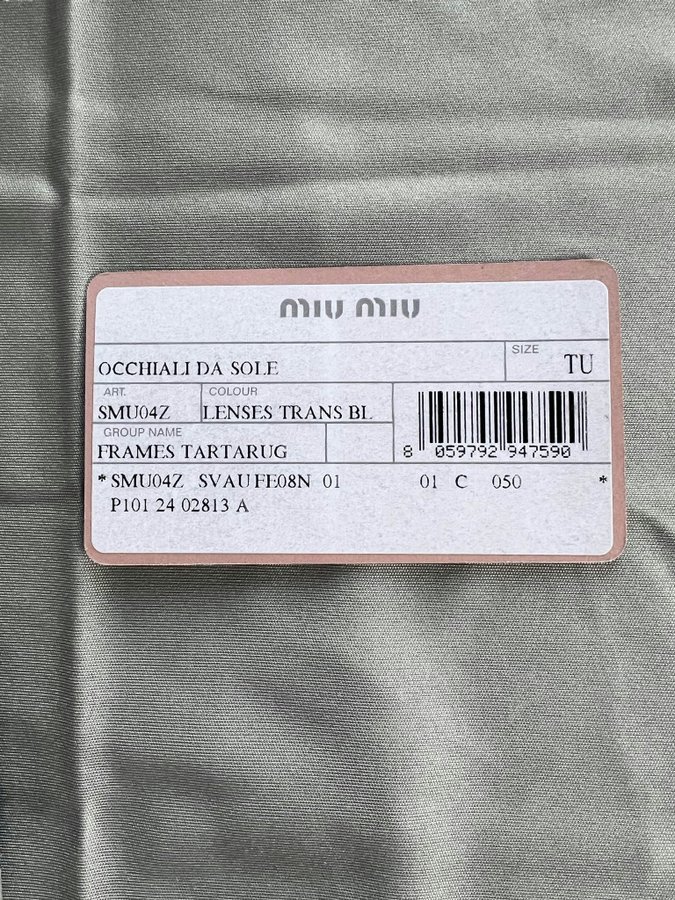 miu miu
OCCHIALI DA SOLE
SIZE
TU
ART.
SMU04Z
COLOUR
LENSES TRANS BL
GROUP NAME
FRAMES TARTARUG
8 059792 947590
* SMU04Z SVAU FE08N 01 01 C 050 *
P101 24 02813 A